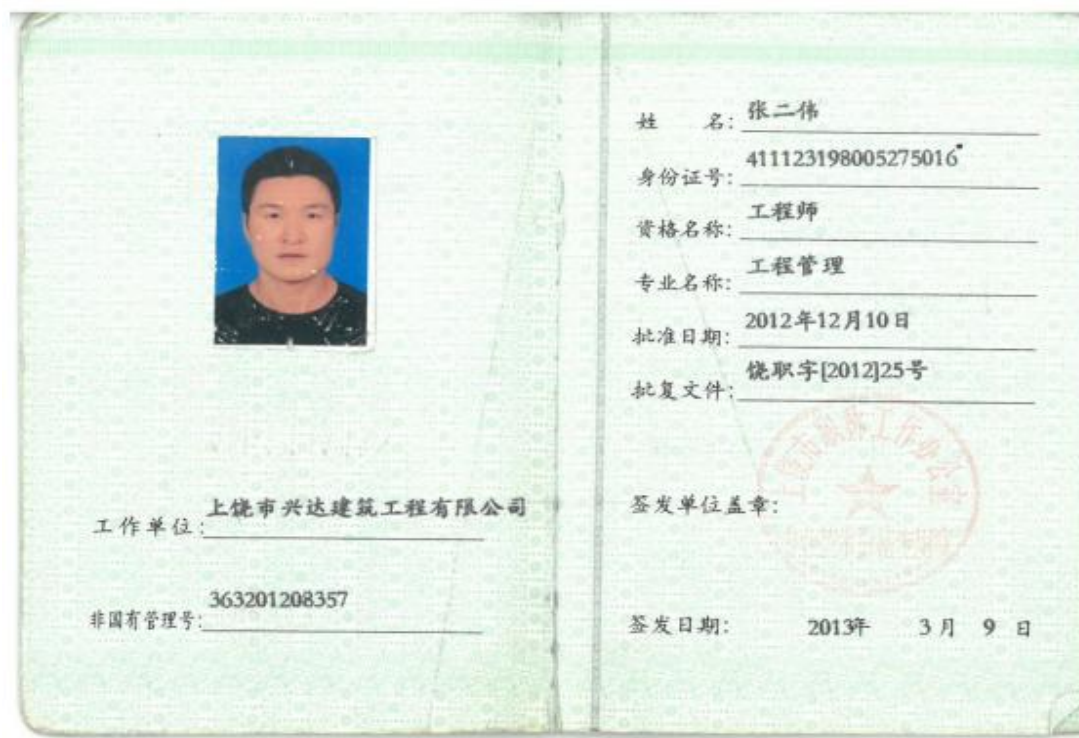 工作单位:上饶市兴达建筑工程有限公司
非国有管理号:363201208357
姓 名:张二伟
身份证号:411123198005275016
资格名称:工程师
专业名称:工程管理
批准日期:2012年12月10日
批复文件:饶职字[2012]25号
签发单位盖章:
签发日期: 2013年 3月 9日